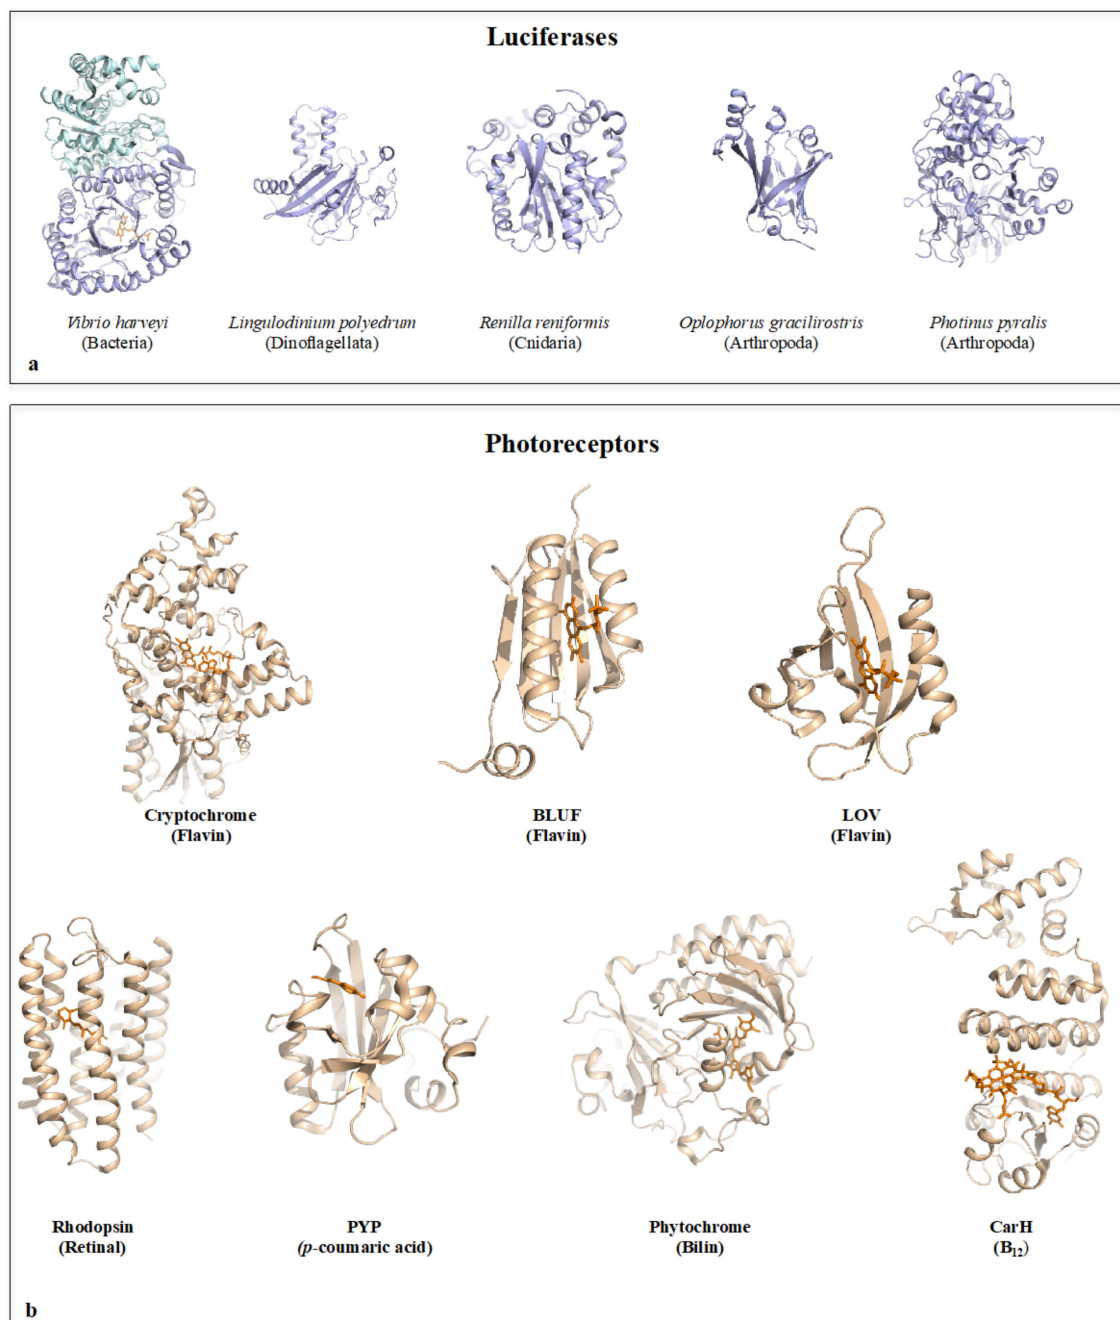 Luciferases
Vibrio harveyi
(Bacteria)
Lingulodinium polyedrum
(Dinoflagellata)
Renilla reniformis
(Cnidaria)
Oplophorus gracilirostris
(Arthropoda)
Photinus pyralis
(Arthropoda)
a
Photoreceptors
Cryptochrome
(Flavin)
BLUF
(Flavin)
LOV
(Flavin)
Rhodopsin
(Retinal)
PYP
(p-coumaric acid)
Phytochrome
(Bilin)
CarH
(B₁₂)
b